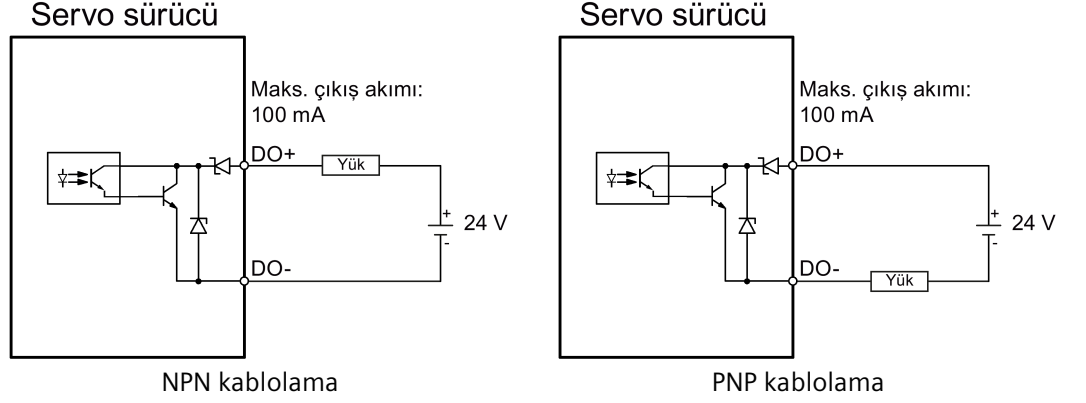 Servo sürücü
Maks. çıkış akımı:
100 mA
DO+
Yük
+
24 V
-
DO-
NPN kablolama
Servo sürücü
Maks. çıkış akımı:
100 mA
DO+
+
24 V
-
DO-
Yük
PNP kablolama